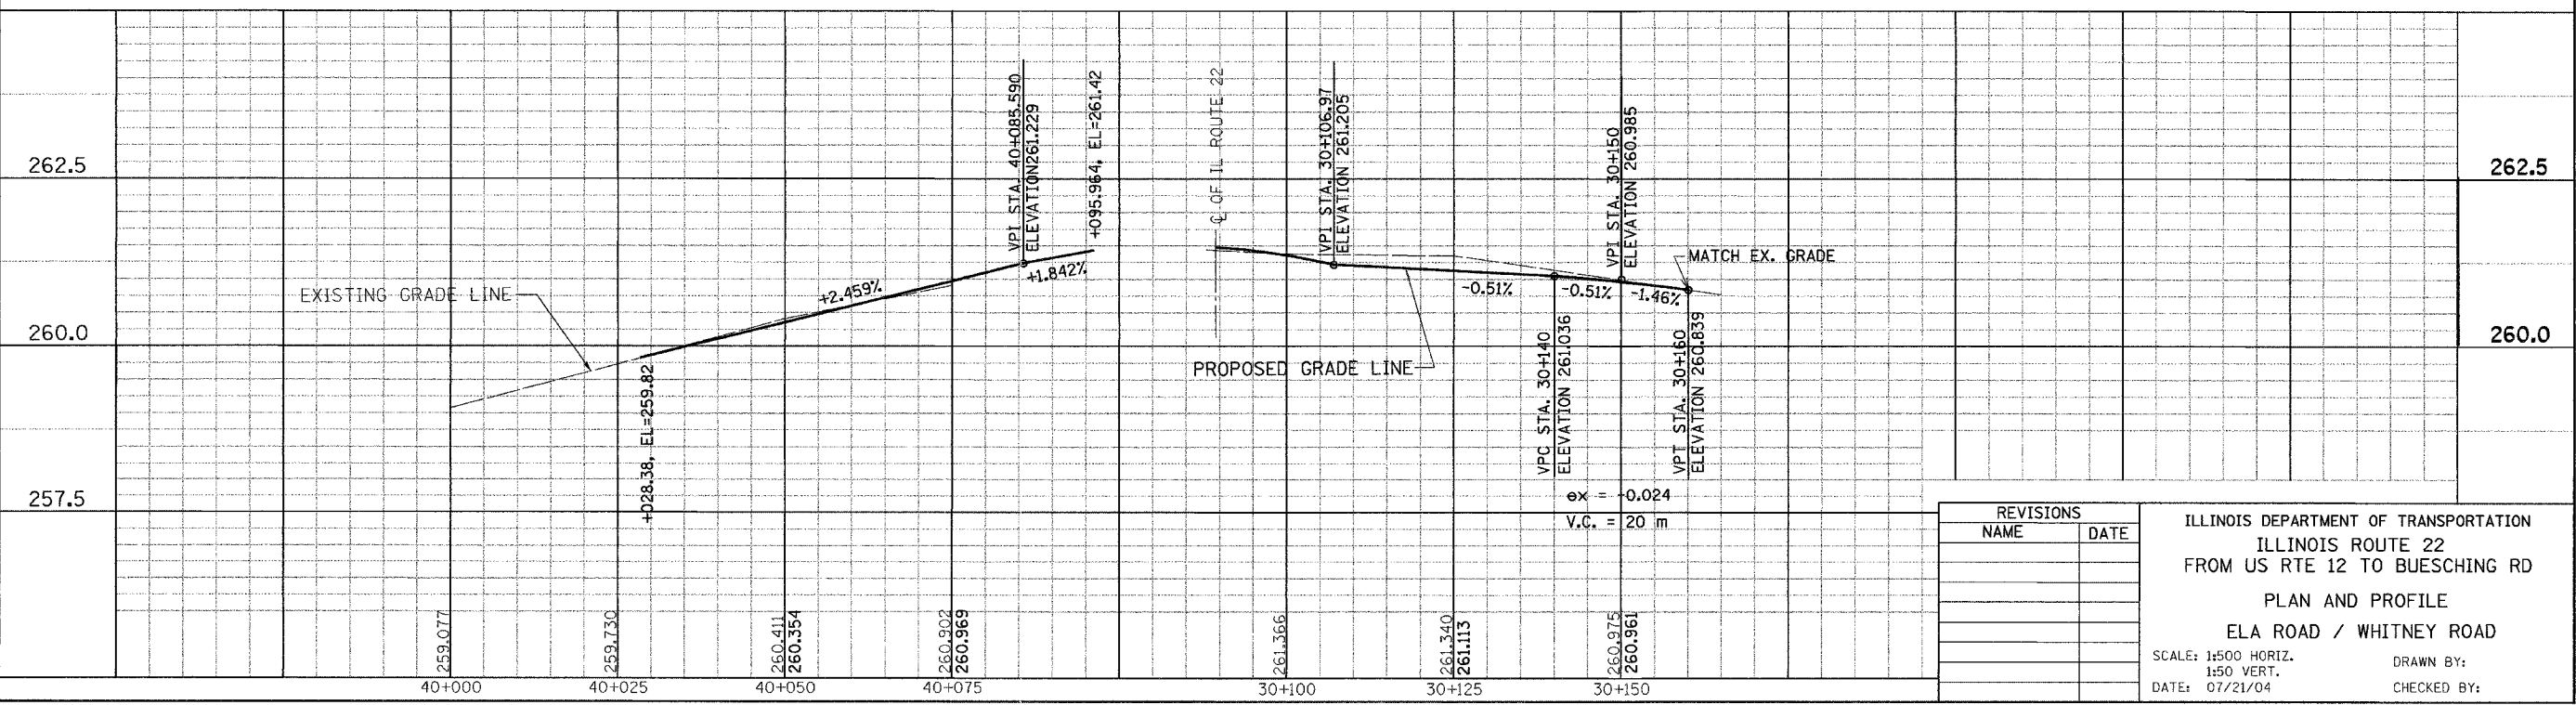 262.5
260.0
257.5
EXISTING GRADE LINE
+028.38, EL=259.82
+2.459%
VPI STA. 40+085.590
ELEVATION261.229
+1.842%
+095.964, EL=261.42
℄ OF IL ROUTE 22
VPI STA. 30+106.97
ELEVATION 261.205
PROPOSED GRADE LINE
-0.51%
VPC STA. 30+140
ELEVATION 261.036
-0.51%
VPI STA. 30+150
ELEVATION 260.985
-1.46%
MATCH EX. GRADE
VPT STA. 30+160
ELEVATION 260.839
ex = -0.024
V.C. = 20 m
262.5
260.0
259.077
259.730
260.411
260.354
260.902
260.969
261.366
261.340
261.113
260.975
260.961
40+000
40+025
40+050
40+075
30+100
30+125
30+150
REVISIONS
NAME DATE
ILLINOIS DEPARTMENT OF TRANSPORTATION
ILLINOIS ROUTE 22
FROM US RTE 12 TO BUESCHING RD
PLAN AND PROFILE
ELA ROAD / WHITNEY ROAD
SCALE: 1:500 HORIZ.
1:50 VERT.
DATE: 07/21/04
DRAWN BY:
CHECKED BY: